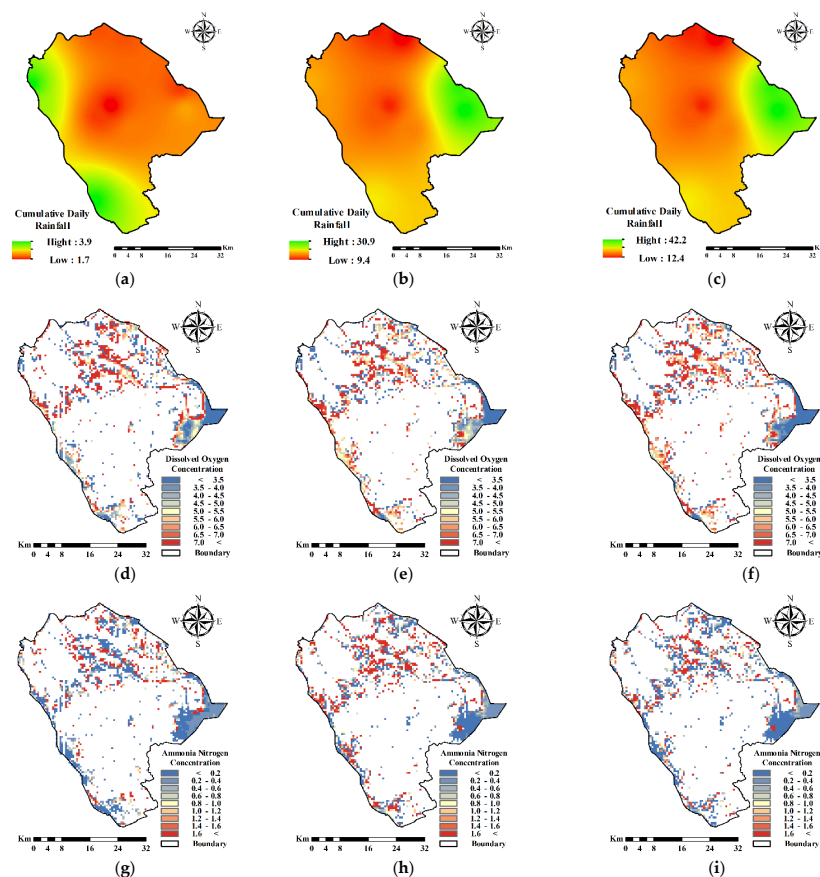 N
W E
S
Cumulative Daily
Rainfall
Hight : 3.9
Low : 1.7
Km
0 4 8 16 24 32
(a)
N
W E
S
Cumulative Daily
Rainfall
Hight : 30.9
Low : 9.4
Km
0 4 8 16 24 32
(b)
N
W E
S
Cumulative Daily
Rainfall
Hight : 42.2
Low : 12.4
Km
0 4 8 16 24 32
(c)
N
W E
S
Dissolved Oxygen
Concentration
< 3.5
3.5 - 4.0
4.0 - 4.5
4.5 - 5.0
5.0 - 5.5
5.5 - 6.0
6.0 - 6.5
6.5 - 7.0
7.0 <
Boundary
Km
0 4 8 16 24 32
(d)
N
W E
S
Dissolved Oxygen
Concentration
< 3.5
3.5 - 4.0
4.0 - 4.5
4.5 - 5.0
5.0 - 5.5
5.5 - 6.0
6.0 - 6.5
6.5 - 7.0
7.0 <
Boundary
Km
0 4 8 16 24 32
(e)
N
W E
S
Dissolved Oxygen
Concentration
< 3.5
3.5 - 4.0
4.0 - 4.5
4.5 - 5.0
5.0 - 5.5
5.5 - 6.0
6.0 - 6.5
6.5 - 7.0
7.0 <
Boundary
Km
0 4 8 16 24 32
(f)
N
W E
S
Ammonia Nitrogen
Concentration
< 0.2
0.2 - 0.4
0.4 - 0.6
0.6 - 0.8
0.8 - 1.0
1.0 - 1.2
1.2 - 1.4
1.4 - 1.6
1.6 <
Boundary
Km
0 4 8 16 24 32
(g)
N
W E
S
Ammonia Nitrogen
Concentration
< 0.2
0.2 - 0.4
0.4 - 0.6
0.6 - 0.8
0.8 - 1.0
1.0 - 1.2
1.2 - 1.4
1.4 - 1.6
1.6 <
Boundary
Km
0 4 8 16 24 32
(h)
N
W E
S
Ammonia Nitrogen
Concentration
< 0.2
0.2 - 0.4
0.4 - 0.6
0.6 - 0.8
0.8 - 1.0
1.0 - 1.2
1.2 - 1.4
1.4 - 1.6
1.6 <
Boundary
Km
0 4 8 16 24 32
(i)